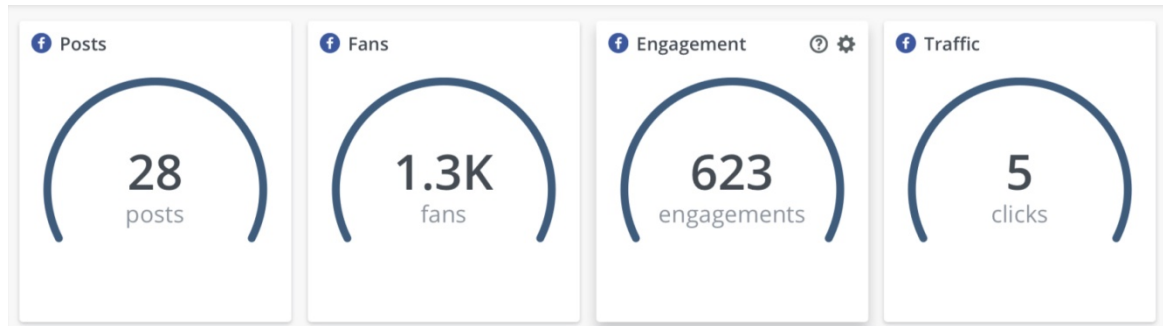 Posts
28
posts
Fans
1.3K
fans
Engagement
623
engagements
Traffic
5
clicks